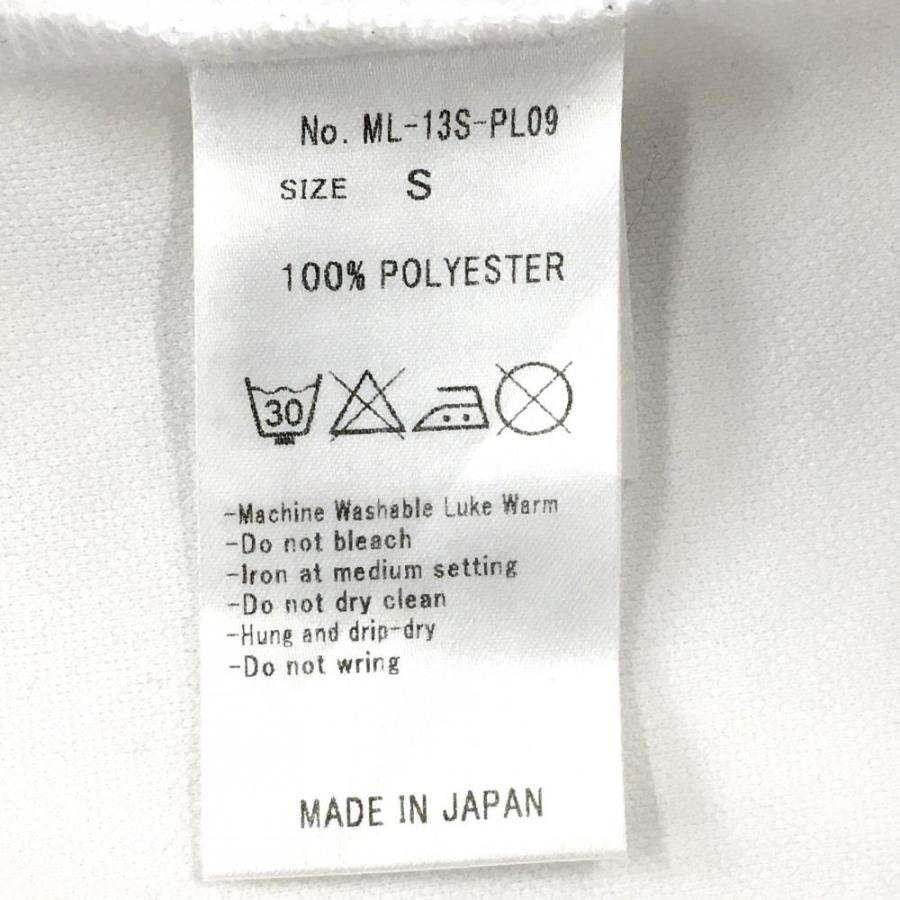 No. ML-13S-PL09
SIZE S
100% POLYESTER
30
-Machine Washable Luke Warm
-Do not bleach
-Iron at medium setting
-Do not dry clean
-Hung and drip-dry
-Do not wring
MADE IN JAPAN